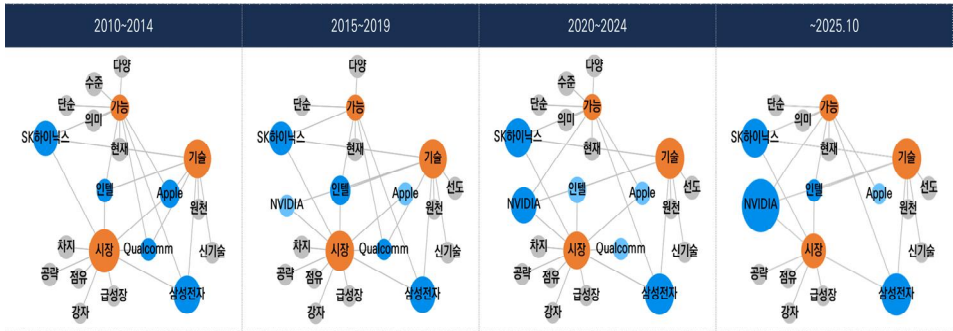 2010~2014
2015~2019
2020~2024
~2025.10
다양
수준
단순
가능
의미
SK하이닉스
현재
기술
인텔
Apple
원천
시장
차지
Qualcomm
신기술
공략
점유
급성장
삼성전자
강자
다양
단순
가능
SK하이닉스
현재
기술
인텔
선도
NVIDIA
Apple
원천
차지
시장
Qualcomm
신기술
공략
점유
급성장
삼성전자
강자
다양
수준
단순
가능
의미
SK하이닉스
현재
기술
인텔
선도
NVIDIA
Apple
원천
차지
시장
Qualcomm
신기술
공략
점유
급성장
삼성전자
강자
단순
가능
의미
SK하이닉스
현재
기술
인텔
선도
NVIDIA
Apple
원천
시장
신기술
공략
점유
급성장
삼성전자
강자